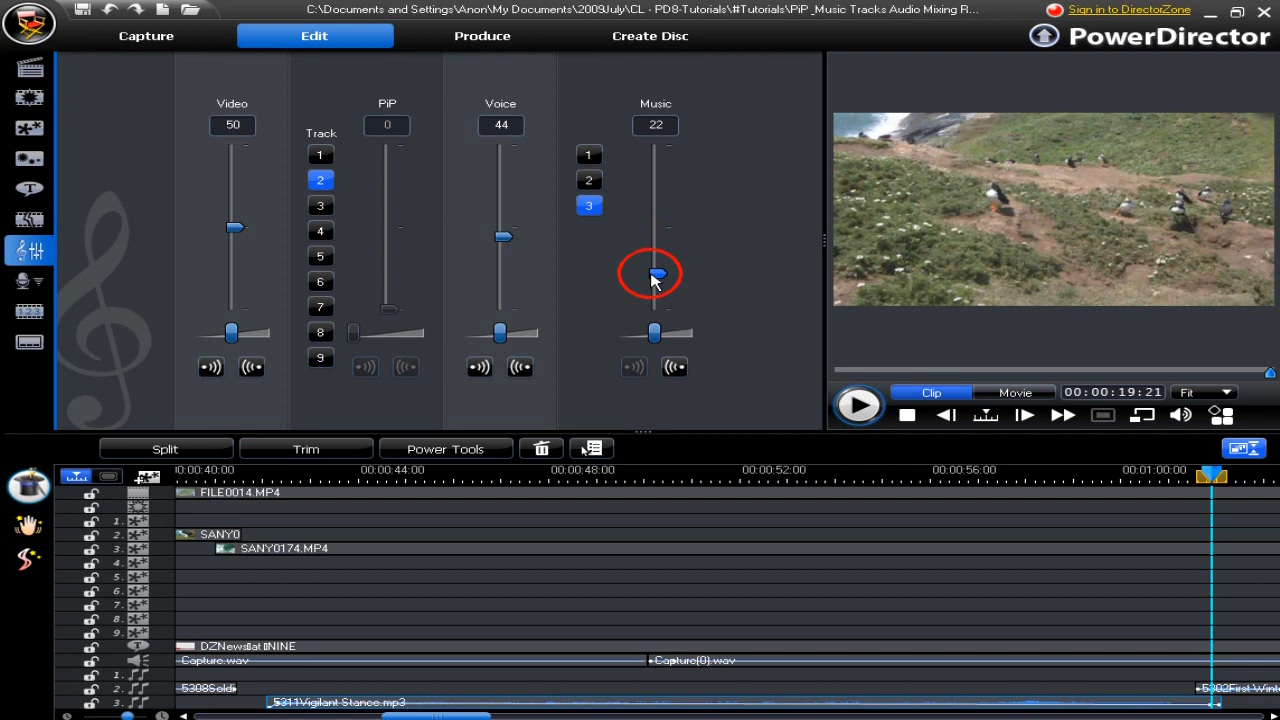 C:\Documents and Settings\Anon\My Documents\2009July\CL - PD8-Tutorials\#Tutorials\PiP_Music Tracks Audio Mixing R...
Sign in to DirectorZone
Capture
Edit
Produce
Create Disc
PowerDirector
Video
50
Track
1
2
3
4
5
6
7
8
9
PiP
0
Voice
44
Music
22
1
2
3
Clip
Movie
00:00:19:21
Fit
Split
Trim
Power Tools
00:00:40:00
00:00:44:00
00:00:48:00
00:00:52:00
00:00:56:00
00:01:00:00
FILE0014.MP4
1.
2.
SANY0
3.
SANY0174.MP4
4.
5.
6.
7.
8.
9.
Capture.wav
Capture(0).wav
1.
2.
3.
5311Vigilant Stance.mp3
123